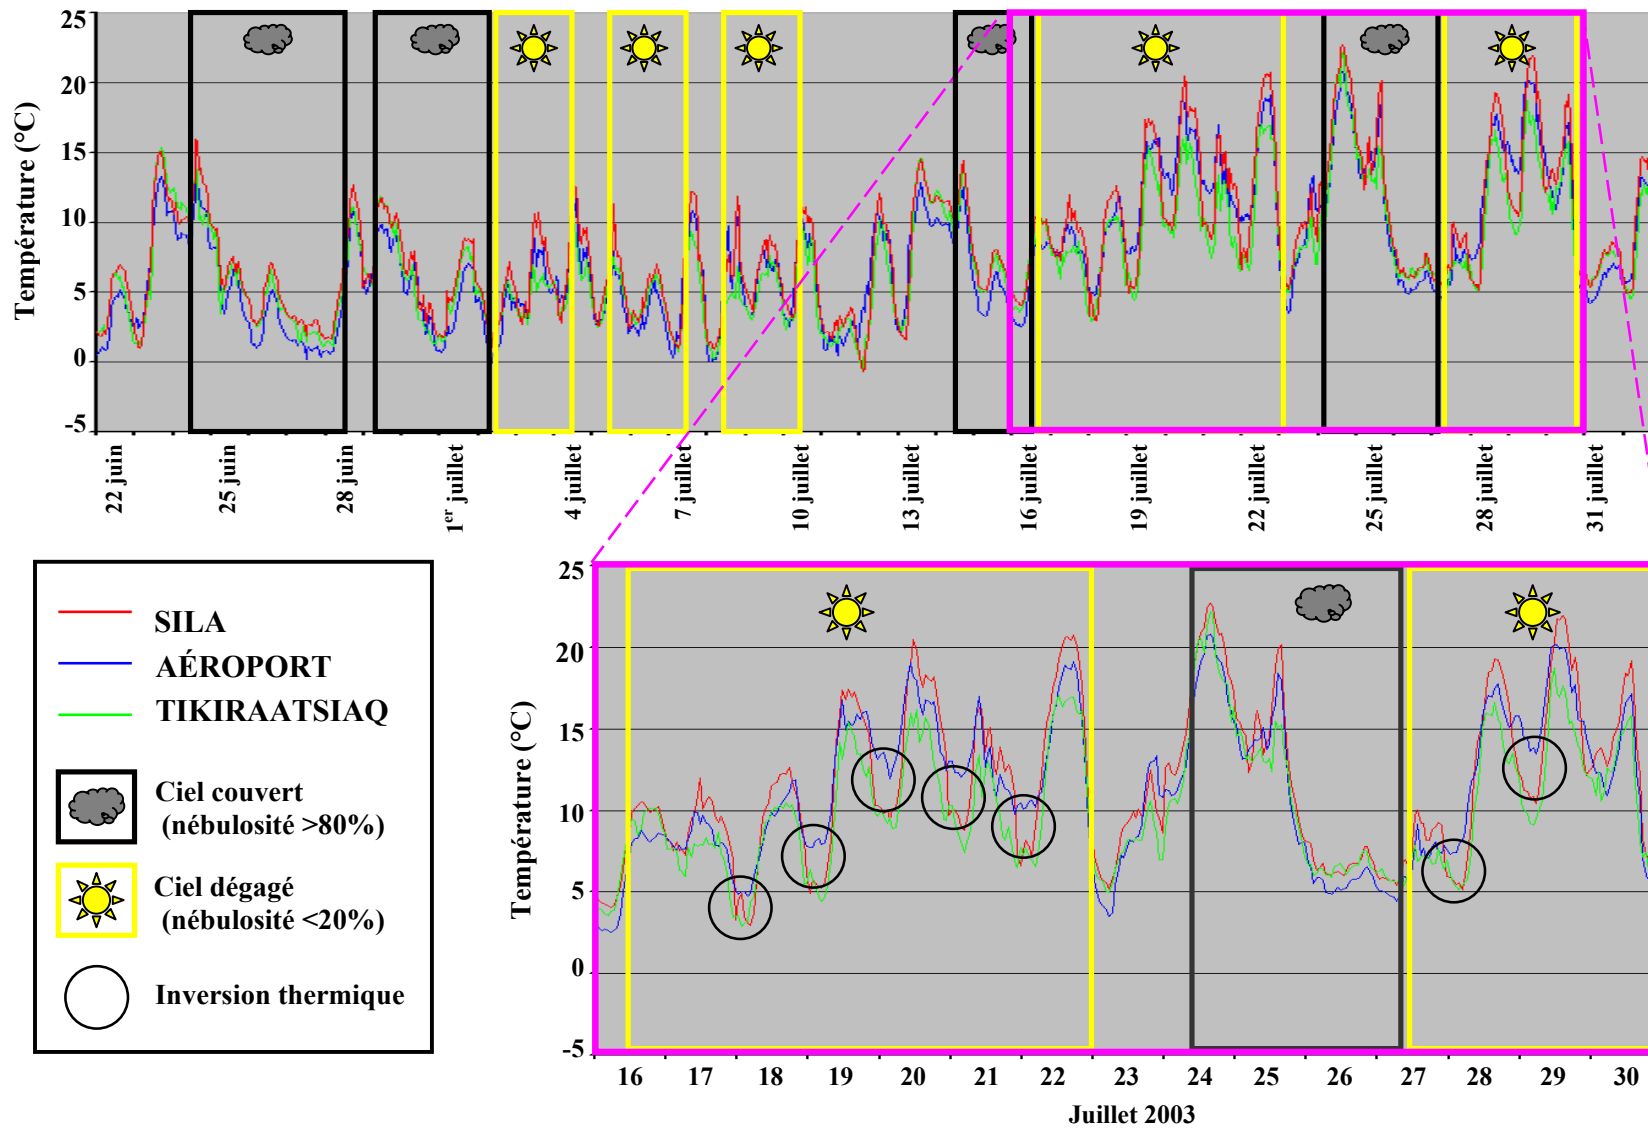 Température (°C)
25
20
15
10
5
0
-5
22 juin
25 juin
28 juin
1er juillet
4 juillet
7 juillet
10 juillet
13 juillet
16 juillet
19 juillet
22 juillet
25 juillet
28 juillet
31 juillet
SILA
AÉROPORT
TIKIRAATSIAQ
Ciel couvert
(nébulosité >80%)
Ciel dégagé
(nébulosité <20%)
Inversion thermique
Température (°C)
25
20
15
10
5
0
-5
16 17 18 19 20 21 22 23 24 25 26 27 28 29 30
Juillet 2003